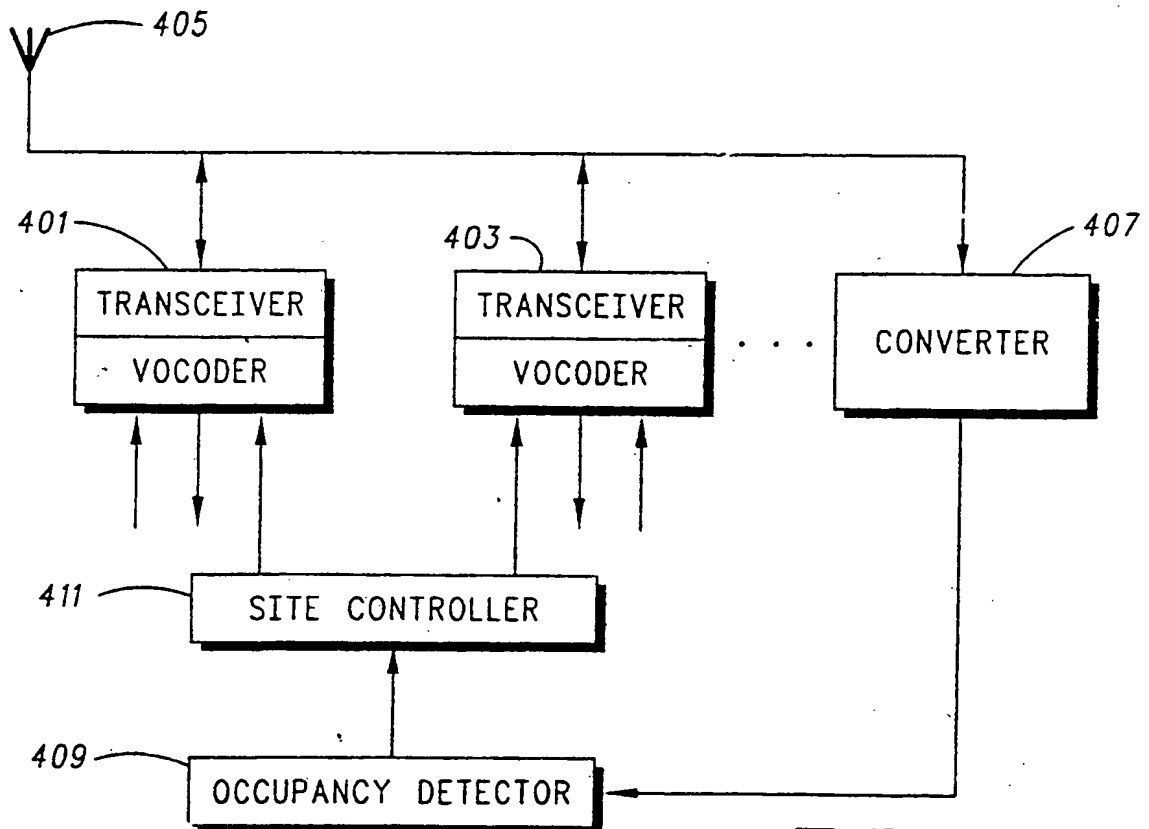 405
401
403
407
TRANSCEIVER
VOCODER
TRANSCEIVER
VOCODER
. . .
CONVERTER
411
SITE CONTROLLER
409
OCCUPANCY DETECTOR